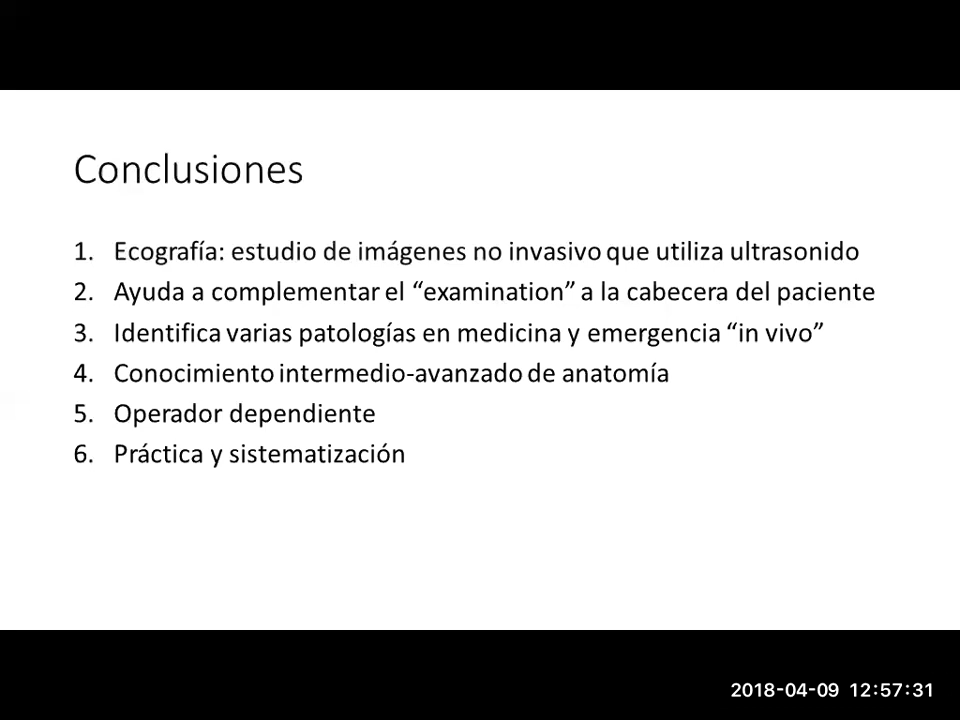 Conclusiones
1. Ecografía: estudio de imágenes no invasivo que utiliza ultrasonido
2. Ayuda a complementar el “examination” a la cabecera del paciente
3. Identifica varias patologías en medicina y emergencia “in vivo”
4. Conocimiento intermedio-avanzado de anatomía
5. Operador dependiente
6. Práctica y sistematización
2018-04-09 12:57:31